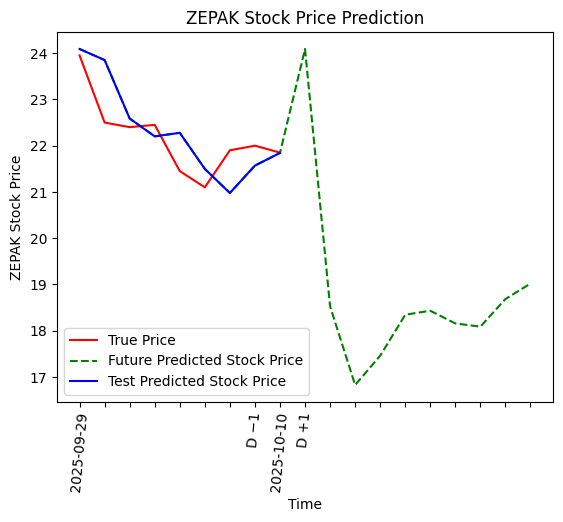 ZEPAK Stock Price Prediction
ZEPAK Stock Price
24
23
22
21
20
19
18
17
True Price
Future Predicted Stock Price
Test Predicted Stock Price
2025-09-29
D −1
2025-10-10
D +1
Time